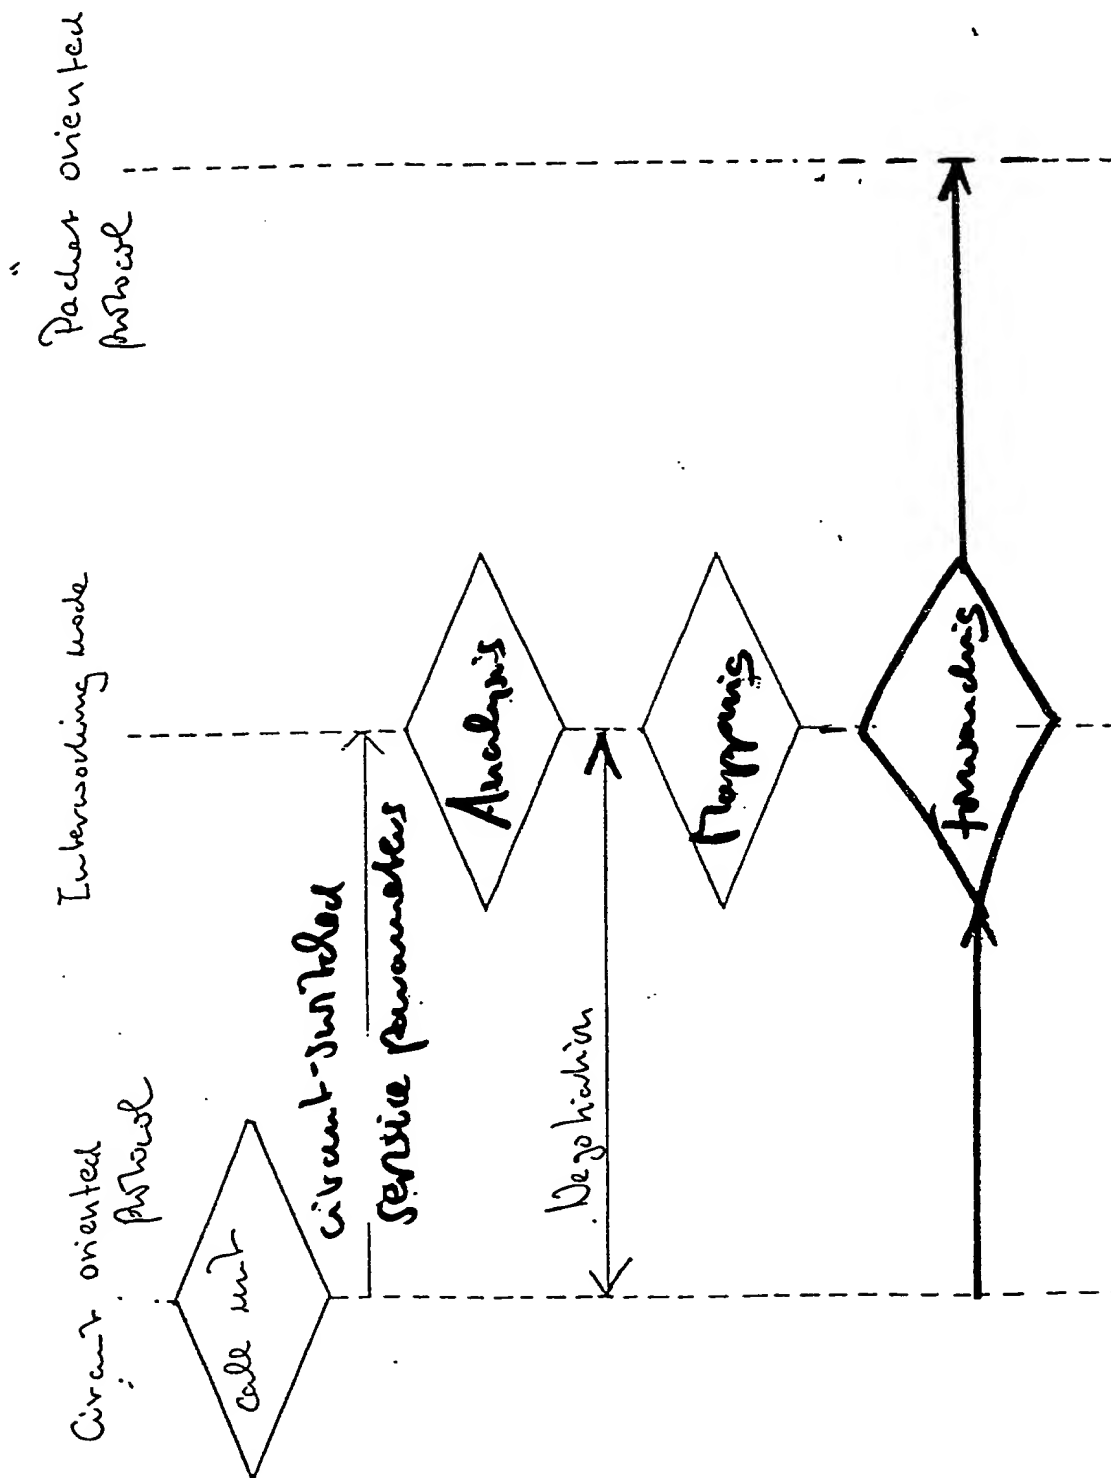 Circuit oriented
protocol
Interworking node
Packet oriented
protocol
call unit
circuit-switched
service parameters
Analysis
Negotiation
Mapping
forwarding